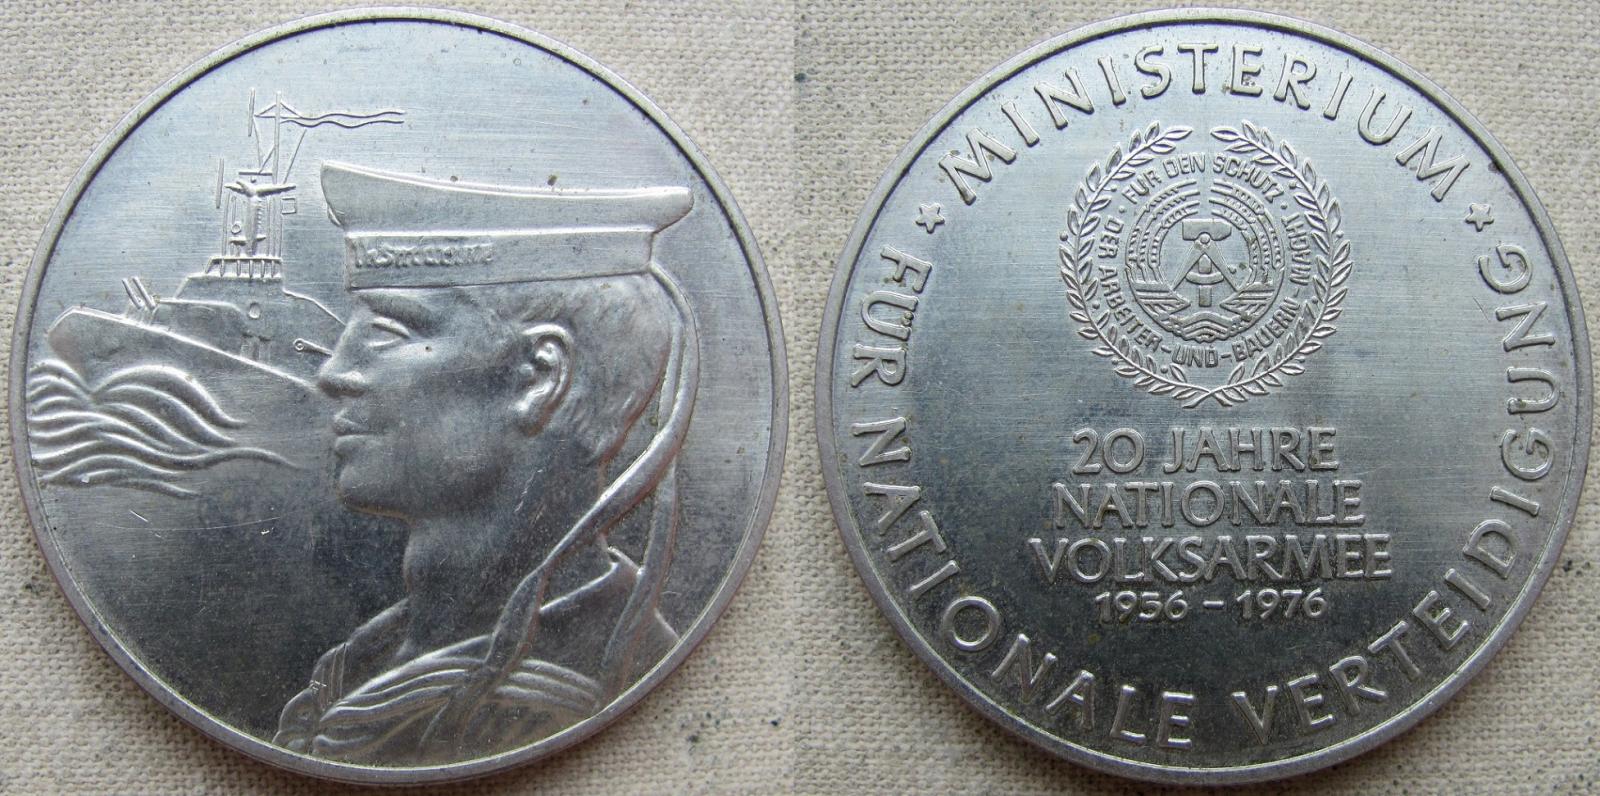 Volksmarine
MINISTERIUM
FÜR NATIONALE VERTEIDIGUNG
FÜR DEN SCHUTZ
DER ARBEITER-UND-BAUERN-MACHT
20 JAHRE
NATIONALE
VOLKSARMEE
1956 - 1976